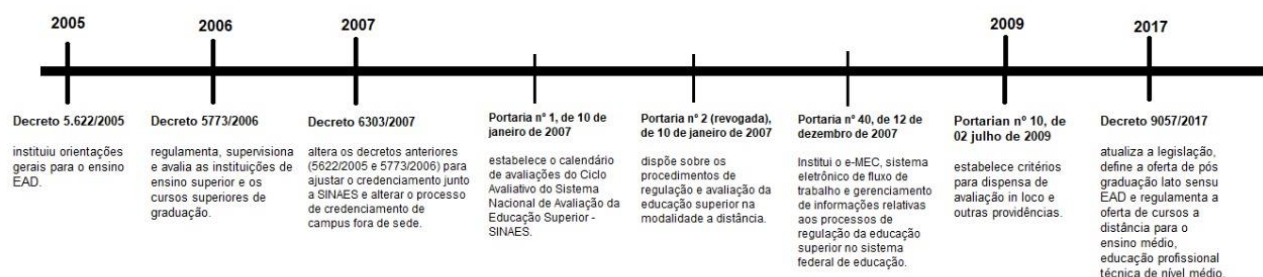 2005
2006
2007
2009
2017
Decreto 5.622/2005
instituiu orientações
gerais para o ensino
EAD.
Decreto 5773/2006
regulamenta, supervisiona
e avalia as instituições de
ensino superior e os
cursos superiores de
graduação.
Decreto 6303/2007
altera os decretos anteriores
(5622/2005 e 5773/2006) para
ajustar o credenciamento junto
a SINAES e alterar o processo
de credenciamento de
campus fora de sede.
Portaria nº 1, de 10 de
janeiro de 2007
estabelece o calendário
de avaliações do Ciclo
Avaliativo do Sistema
Nacional de Avaliação da
Educação Superior -
SINAES.
Portaria nº 2 (revogada),
de 10 de janeiro de 2007
dispõe sobre os
procedimentos de
regulação e avaliação da
educação superior na
modalidade a distância.
Portaria nº 40, de 12 de
dezembro de 2007
Institui o e-MEC, sistema
eletrônico de fluxo de
trabalho e gerenciamento
de informações relativas
aos processos de
regulação da educação
superior no sistema
federal de educação.
Portarian nº 10, de
02 julho de 2009
estabelece critérios
para dispensa de
avaliação in loco e
outras providências.
Decreto 9057/2017
atualiza a legislação,
define a oferta de pós
graduação lato sensu
EAD e regulamenta a
oferta de cursos a
distância para o
ensino médio,
educação profissional
técnica de nível médio.